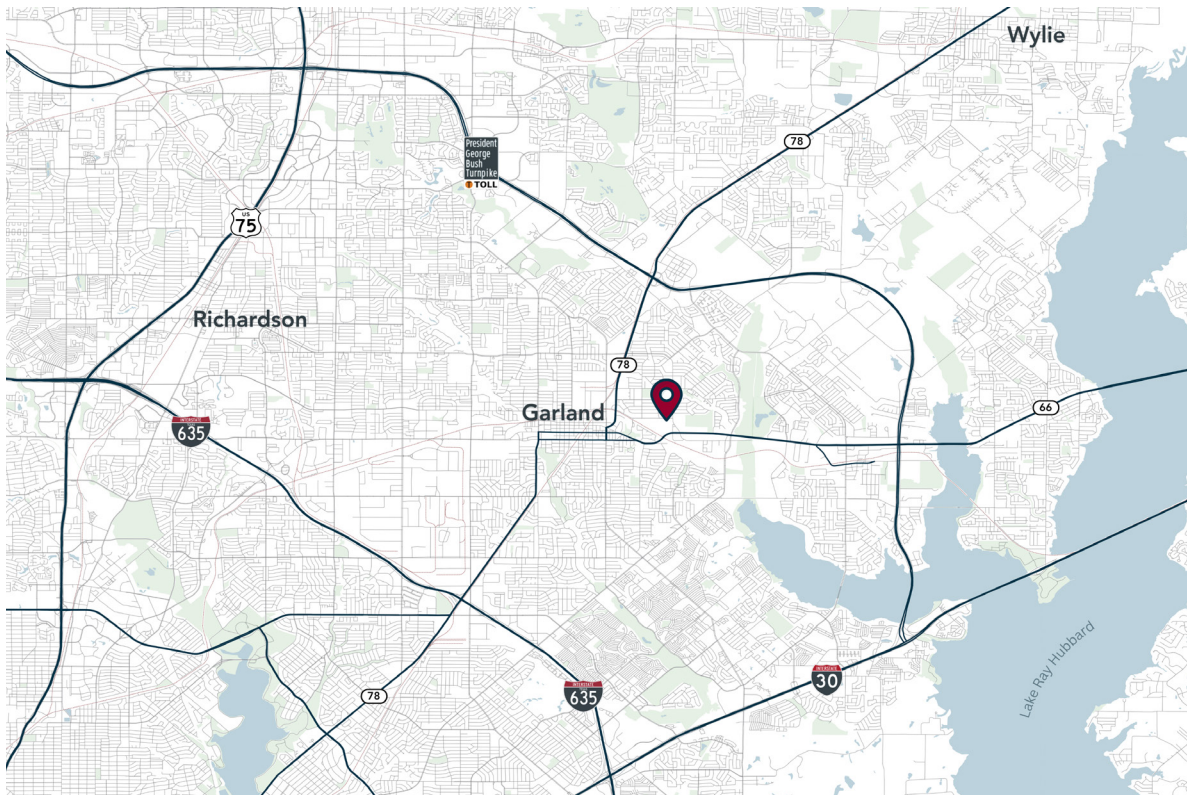 Wylie
78
President
George
Bush
Turnpike
TOLL
US
75
Richardson
78
66
Garland
INTERSTATE
635
INTERSTATE
30
Lake Ray Hubbard
INTERSTATE
635
78